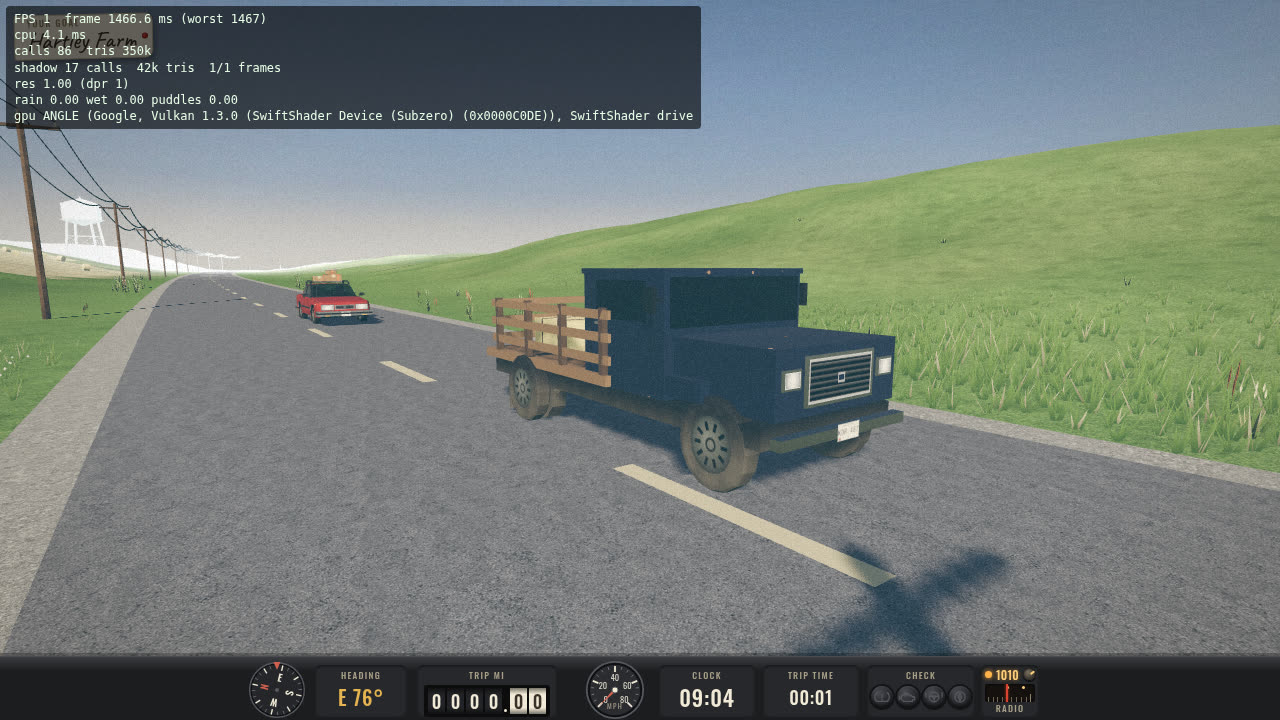 FPS 1 frame 1466.6 ms (worst 1467)
cpu 4.1 ms
calls 86 tris 350k
shadow 17 calls 42k tris 1/1 frames
res 1.00 (dpr 1)
rain 0.00 wet 0.00 puddles 0.00
gpu ANGLE (Google, Vulkan 1.3.0 (SwiftShader Device (Subzero) (0x0000C0DE)), SwiftShader drive
Hartley Farm
E
S
W
HEADING
E 76°
TRIP MI
0000.00
0 20 40 60 80
MPH
CLOCK
09:04
TRIP TIME
00:01
CHECK
1010
RADIO